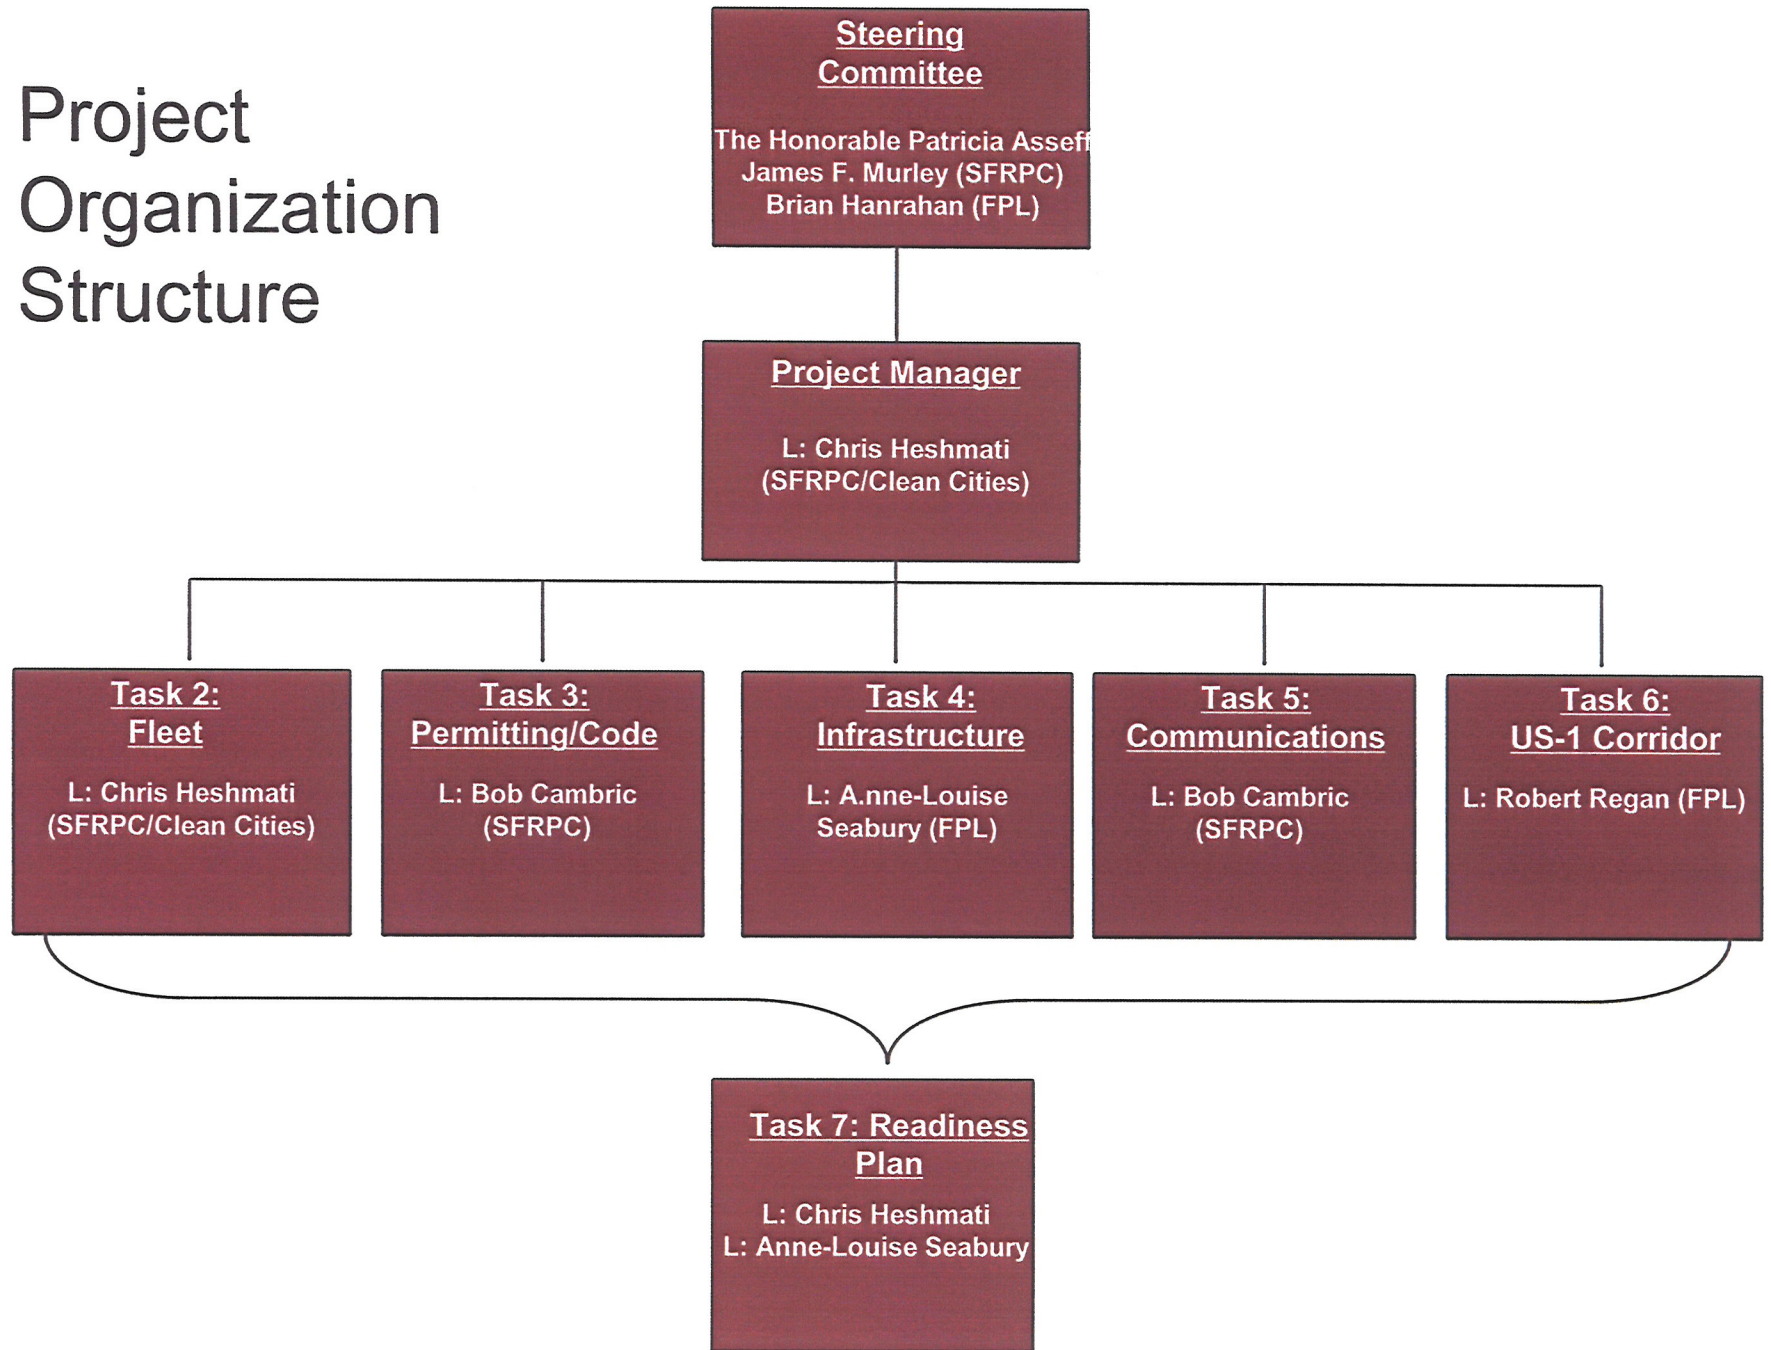 Project
Organization
Structure
Steering
Committee
The Honorable Patricia Asseff
James F. Murley (SFRPC)
Brian Hanrahan (FPL)
Project Manager
L: Chris Heshmati
(SFRPC/Clean Cities)
Task 2:
Fleet
L: Chris Heshmati
(SFRPC/Clean Cities)
Task 3:
Permitting/Code
L: Bob Cambric
(SFRPC)
Task 4:
Infrastructure
L: A.nne-Louise
Seabury (FPL)
Task 5:
Communications
L: Bob Cambric
(SFRPC)
Task 6:
US-1 Corridor
L: Robert Regan (FPL)
Task 7: Readiness
Plan
L: Chris Heshmati
L: Anne-Louise Seabury